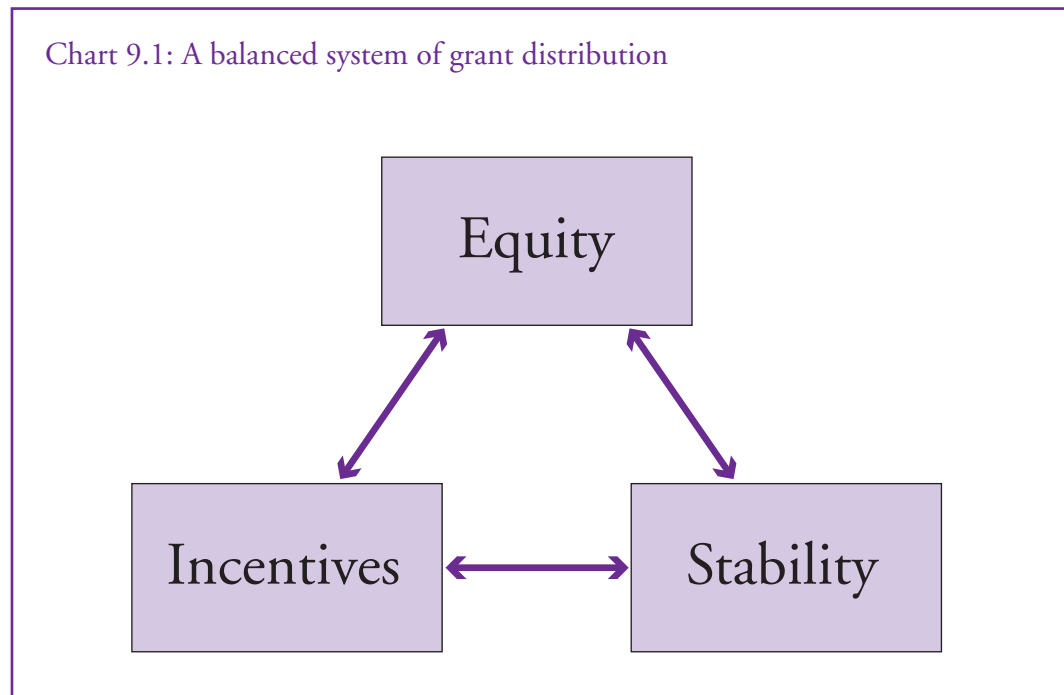 Chart 9.1: A balanced system of grant distribution
Equity
Incentives
Stability